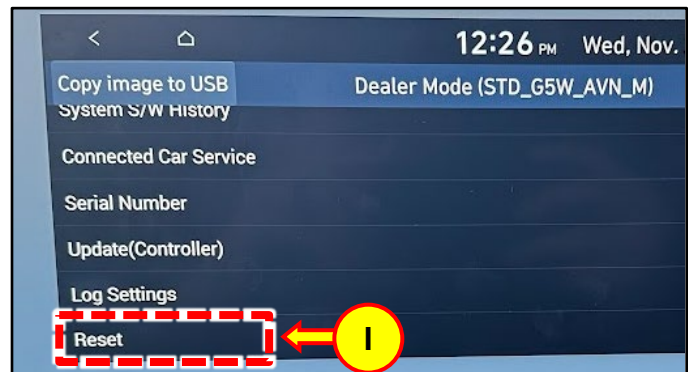 12:26 PM Wed, Nov.
Copy image to USB Dealer Mode (STD_G5W_AVN_M)
System S/W History
Connected Car Service
Serial Number
Update(Controller)
Log Settings
Reset
I